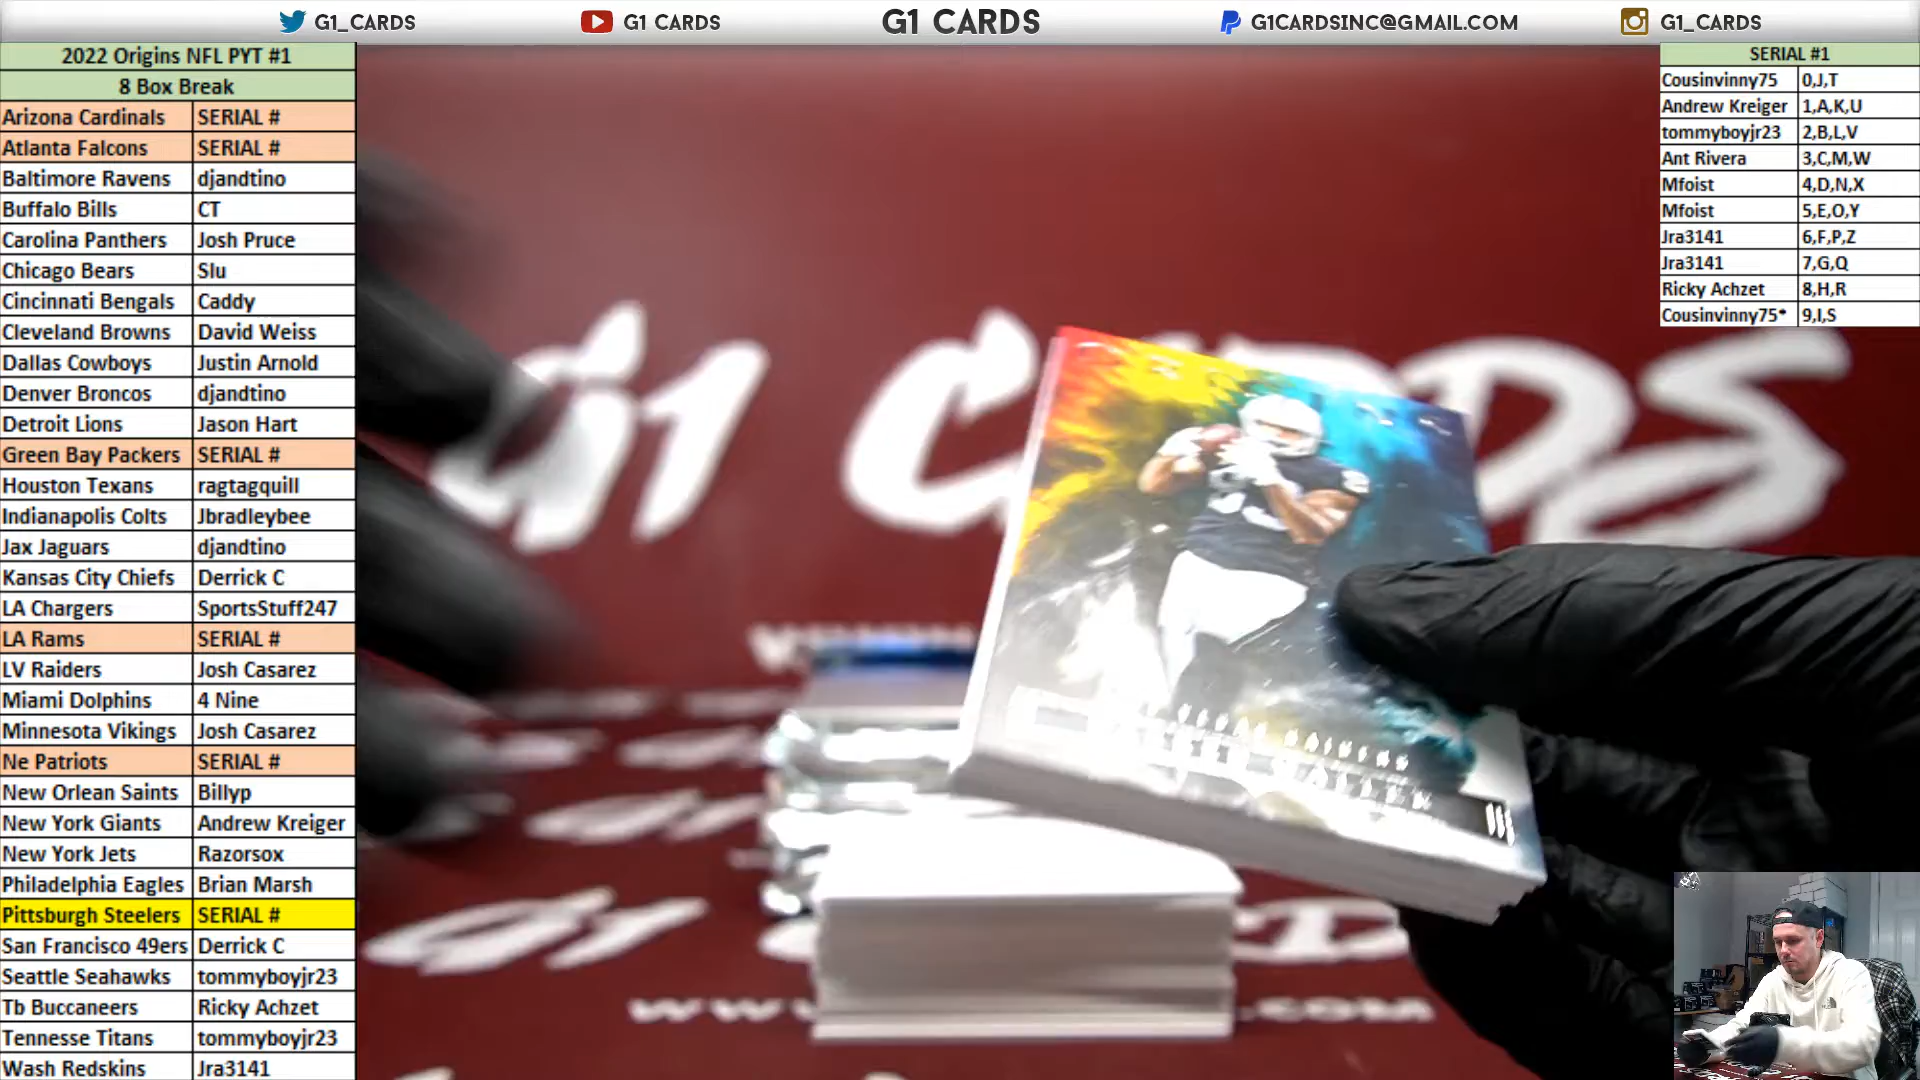 G1_CARDS G1 CARDS G1 CARDS G1CARDSINC@GMAIL.COM G1_CARDS
2022 Origins NFL PYT #1
8 Box Break
Arizona Cardinals SERIAL #
Atlanta Falcons SERIAL #
Baltimore Ravens djandtino
Buffalo Bills CT
Carolina Panthers Josh Pruce
Chicago Bears Slu
Cincinnati Bengals Caddy
Cleveland Browns David Weiss
Dallas Cowboys Justin Arnold
Denver Broncos djandtino
Detroit Lions Jason Hart
Green Bay Packers SERIAL #
Houston Texans ragtagquill
Indianapolis Colts Jbradleybee
Jax Jaguars djandtino
Kansas City Chiefs Derrick C
LA Chargers SportsStuff247
LA Rams SERIAL #
LV Raiders Josh Casarez
Miami Dolphins 4 Nine
Minnesota Vikings Josh Casarez
Ne Patriots SERIAL #
New Orlean Saints Billyp
New York Giants Andrew Kreiger
New York Jets Razorsox
Philadelphia Eagles Brian Marsh
Pittsburgh Steelers SERIAL #
San Francisco 49ers Derrick C
Seattle Seahawks tommyboyjr23
Tb Buccaneers Ricky Achzet
Tennesse Titans tommyboyjr23
Wash Redskins Jra3141
SERIAL #1
Cousinvinny75 0,J,T
Andrew Kreiger 1,A,K,U
tommyboyjr23 2,B,L,V
Ant Rivera 3,C,M,W
Mfoist 4,D,N,X
Mfoist 5,E,O,Y
Jra3141 6,F,P,Z
Jra3141 7,G,Q
Ricky Achzet 8,H,R
Cousinvinny75* 9,I,S
G1 CARDS